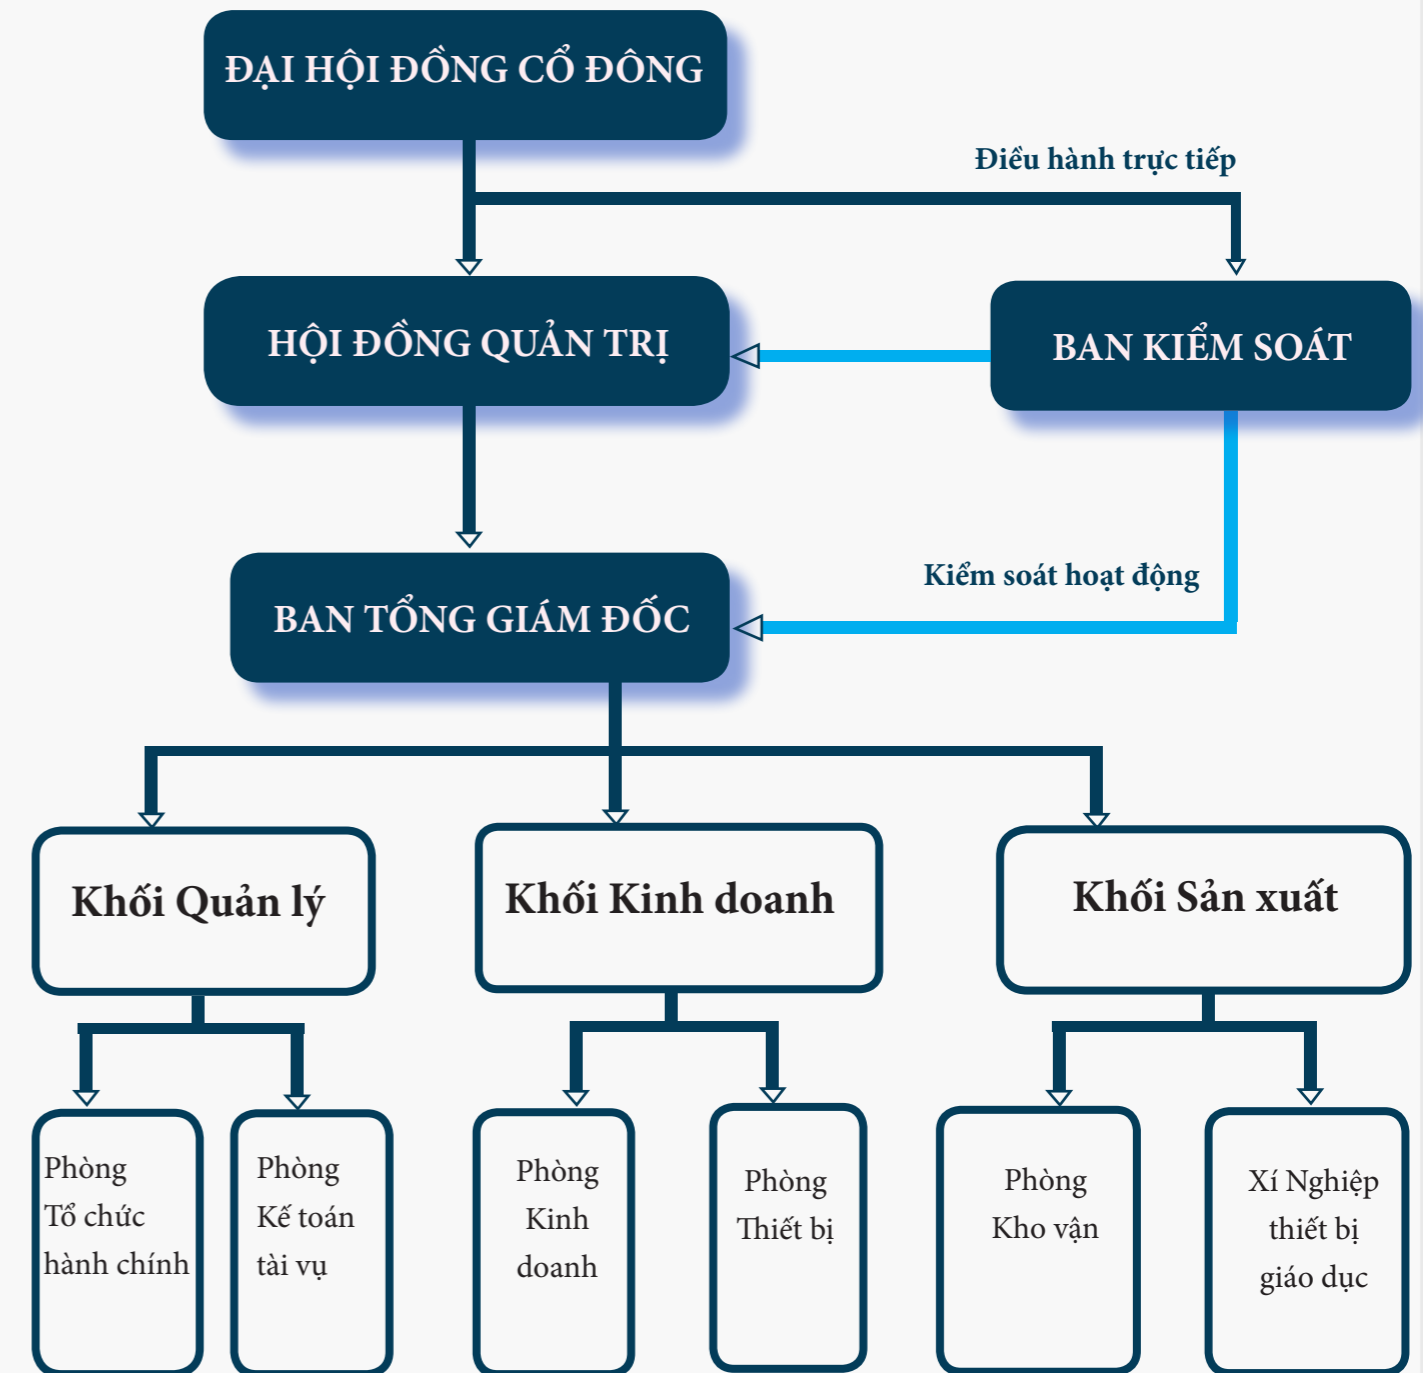 ĐẠI HỘI ĐỒNG CỔ ĐÔNG
Điều hành trực tiếp
HỘI ĐỒNG QUẢN TRỊ
BAN KIỂM SOÁT
Kiểm soát hoạt động
BAN TỔNG GIÁM ĐỐC
Khối Quản lý
Khối Kinh doanh
Khối Sản xuất
Phòng
Tổ chức
hành chính
Phòng
Kế toán
tài vụ
Phòng
Kinh
doanh
Phòng
Thiết bị
Phòng
Kho vận
Xí Nghiệp
thiết bị
giáo dục